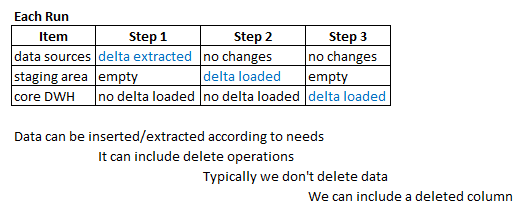 Each Run
Item Step 1 Step 2 Step 3
data sources delta extracted no changes no changes
staging area empty delta loaded empty
core DWH no delta loaded no delta loaded delta loaded
Data can be inserted/extracted according to needs
It can include delete operations
Typically we don't delete data
We can include a deleted column